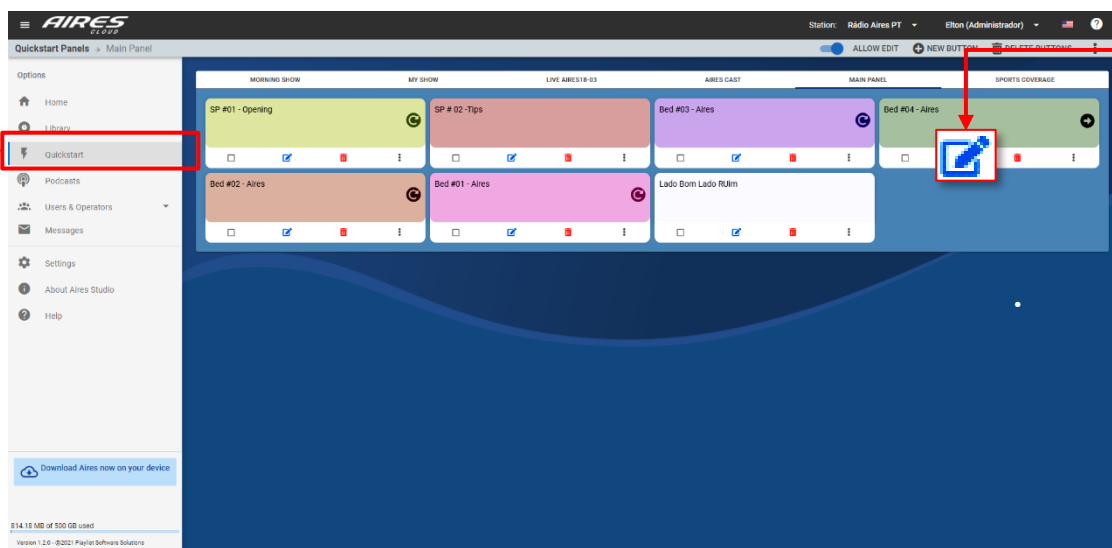 AIRES
CLOUD
Station: Rádio Aires PT
Elton (Administrador)
?
Quickstart Panels Main Panel
ALLOW EDIT
NEW BUTTON
DELETE BUTTONS
Options
Home
Library
Quickstart
Podcasts
Users & Operators
Messages
Settings
About Aires Studio
Help
MORNING SHOW
MY SHOW
LIVE AIRES18-03
AIRES CAST
MAIN PANEL
SPORTS COVERAGE
SP #01 - Opening
SP # 02 -Tips
Bed #03 - Aires
Bed #04 - Aires
Bed #02 - Aires
Bed #01 - Aires
Lado Bom Lado RUim
Download Aires now on your device
814.18 MB of 500 GB used
Version 1.2.0 - @2021 Playlist Software Solutions